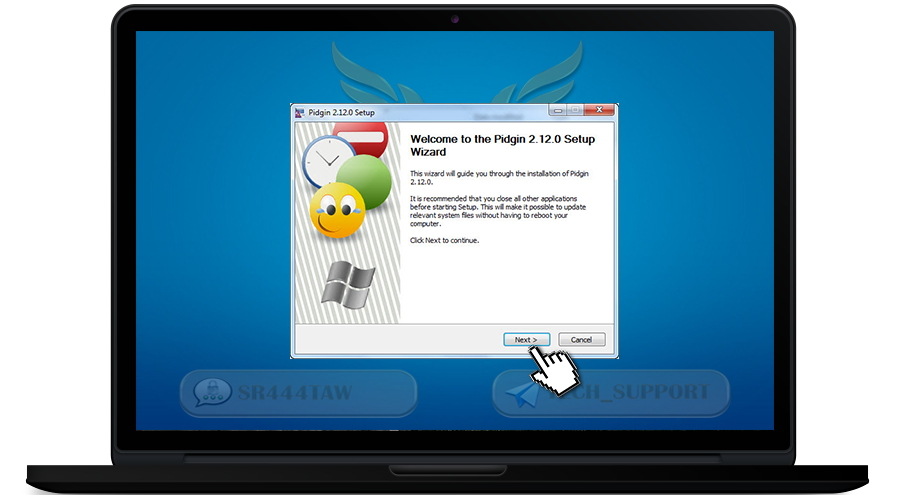 Pidgin 2.12.0 Setup
Welcome to the Pidgin 2.12.0 Setup
Wizard
This wizard will guide you through the installation of Pidgin
2.12.0.
It is recommended that you close all other applications
before starting Setup. This will make it possible to update
relevant system files without having to reboot your
computer.
Click Next to continue.
Next >
Cancel
SR444TAW